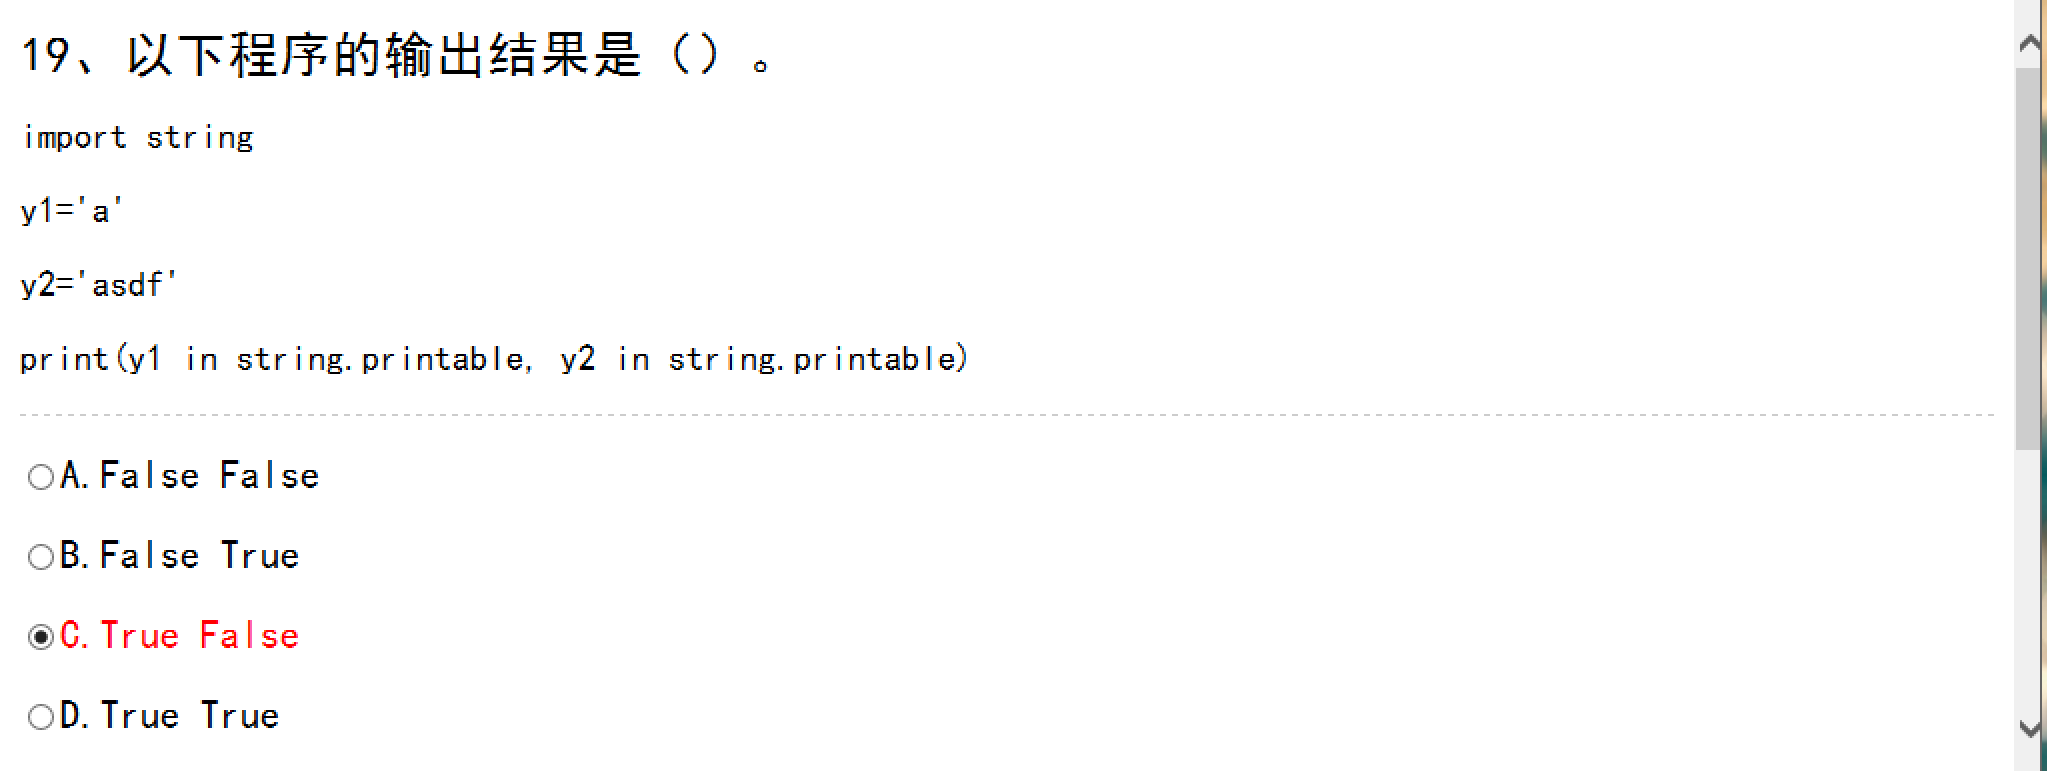 19、以下程序的输出结果是（）。
import string
y1='a'
y2='asdf'
print(y1 in string.printable, y2 in string.printable)
A.False False
B.False True
C.True False
D.True True